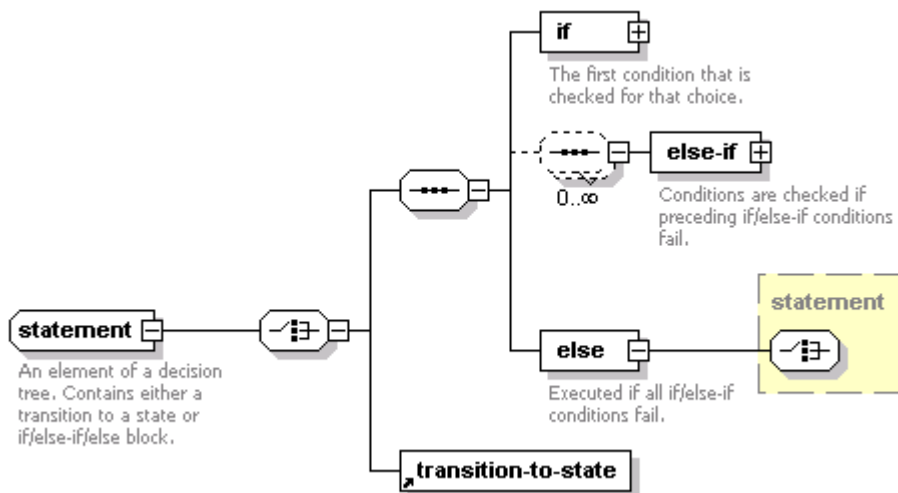 if
The first condition that is
checked for that choice.
else-if
0..∞
Conditions are checked if
preceding if/else-if conditions
fail.
statement
statement
An element of a decision
tree. Contains either a
transition to a state or
if/else-if/else block.
else
Executed if all if/else-if
conditions fail.
transition-to-state